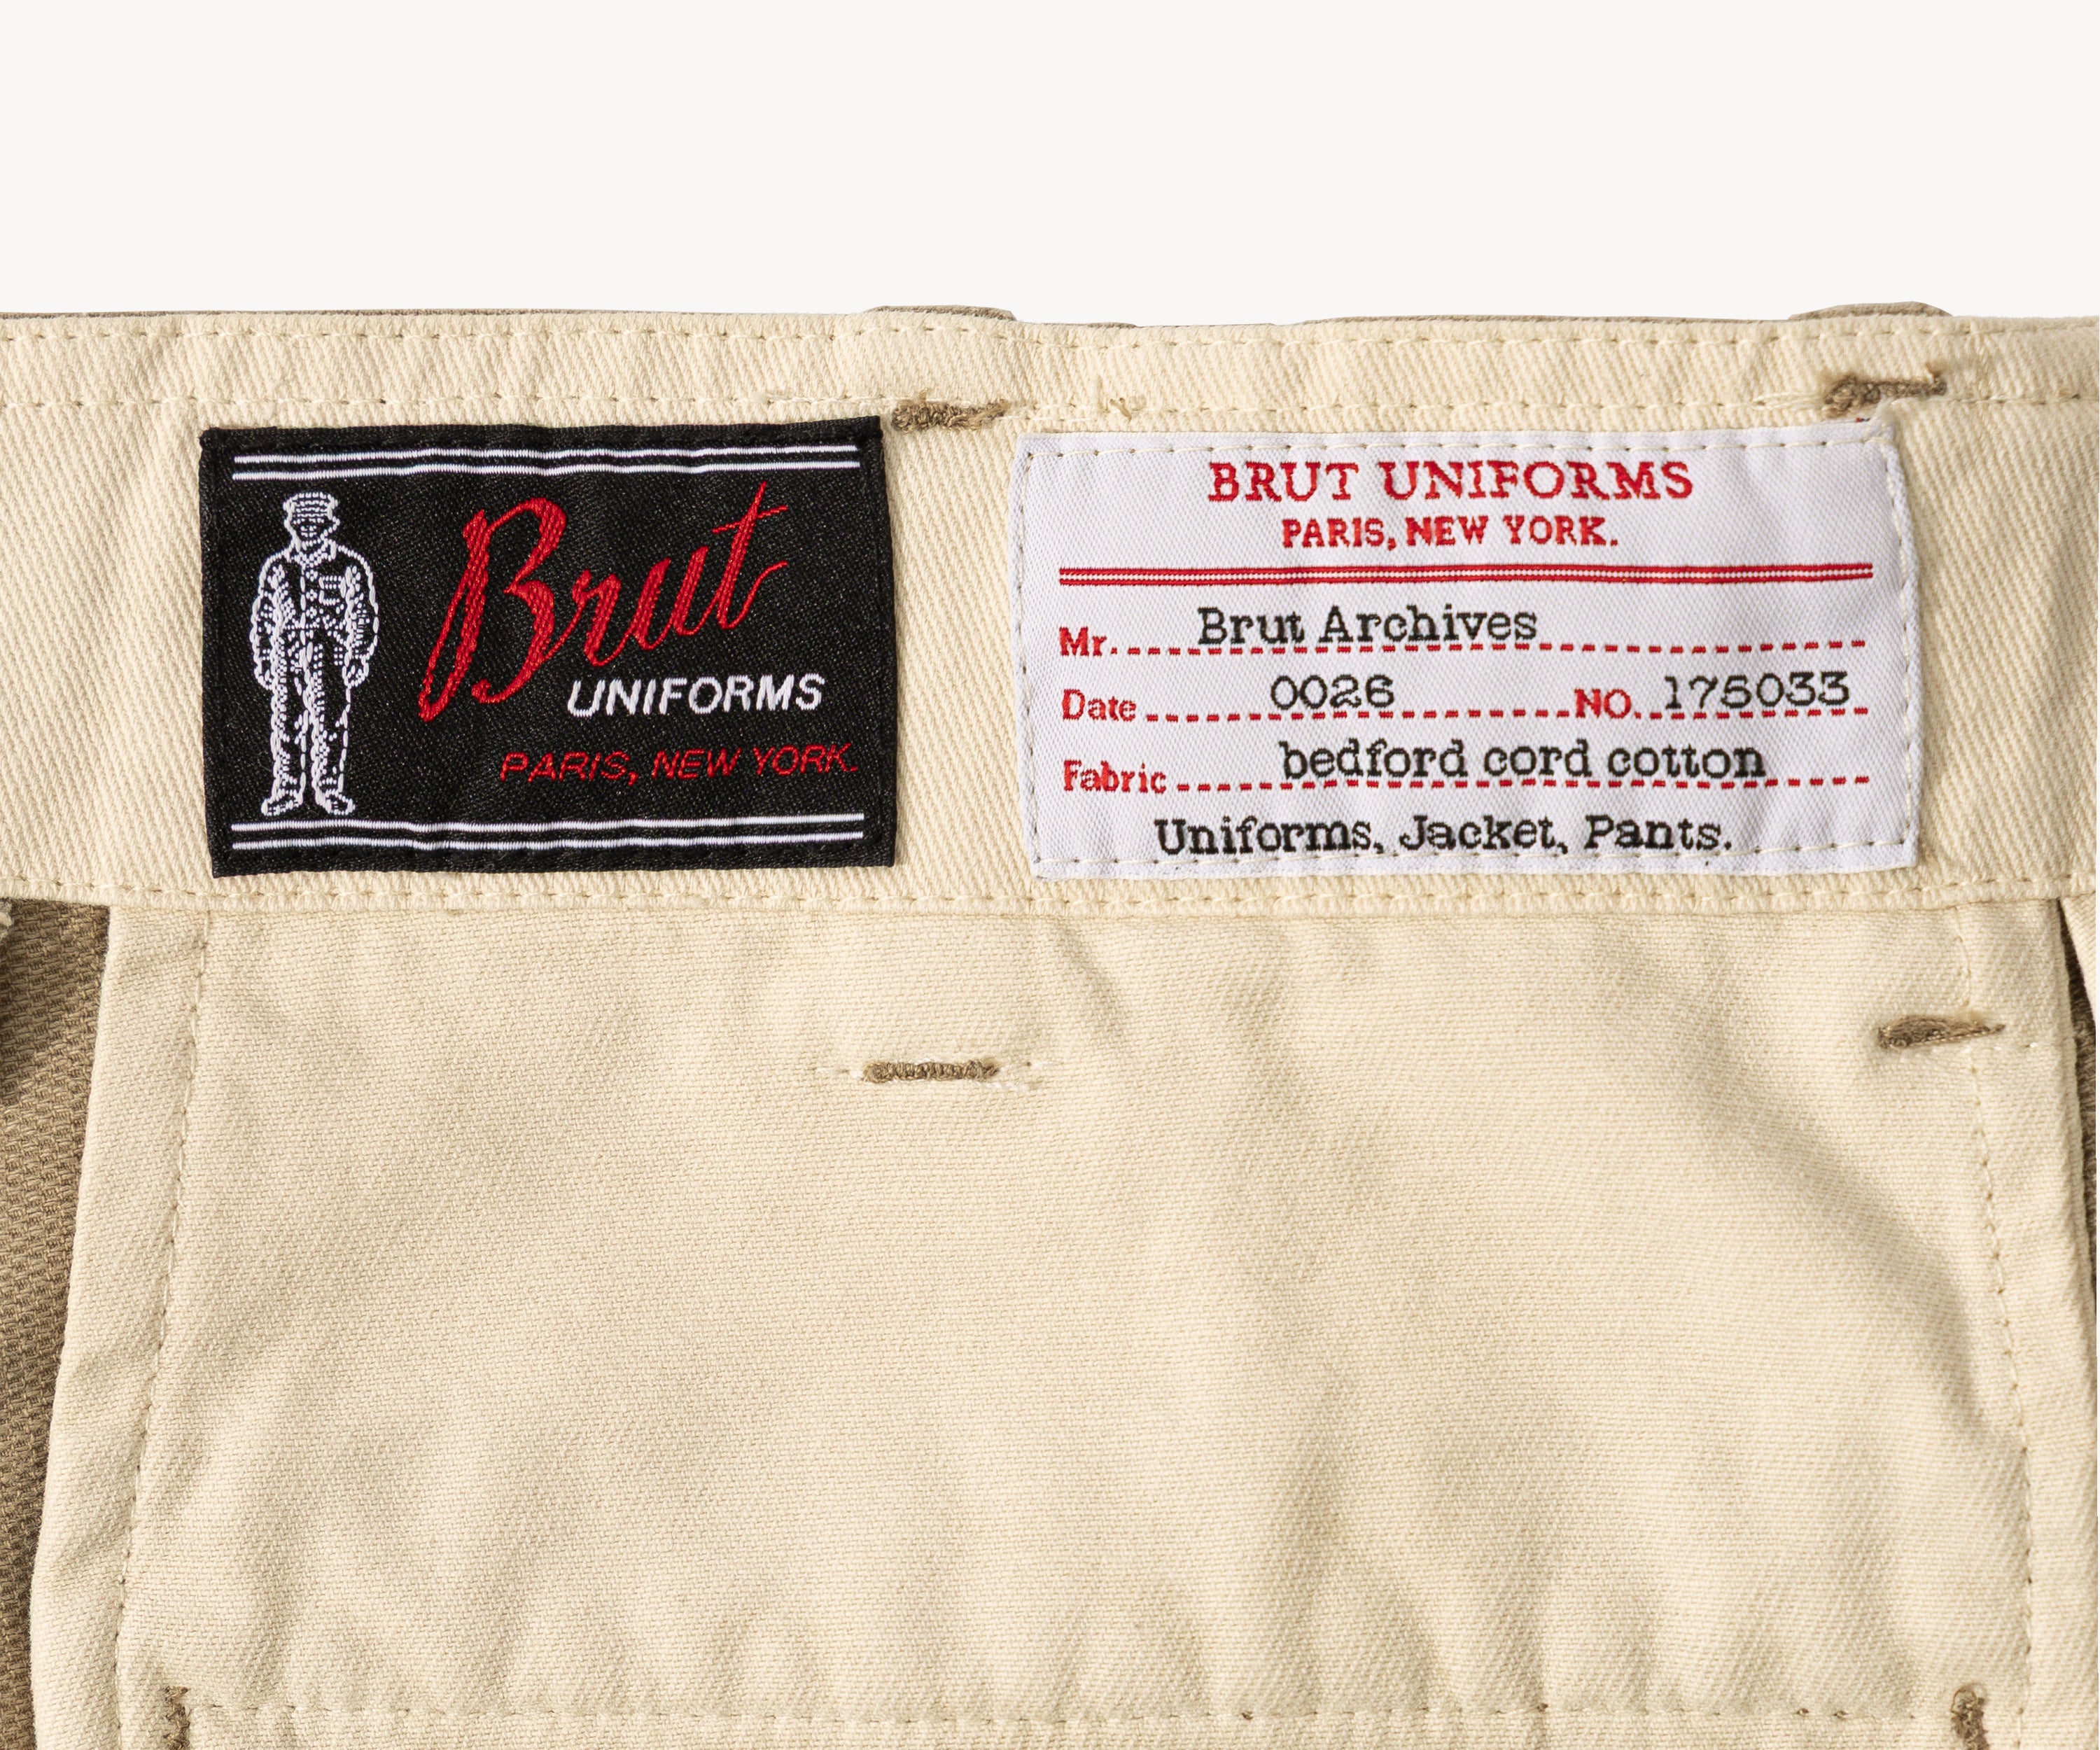 Brut
UNIFORMS
PARIS, NEW YORK.
BRUT UNIFORMS
PARIS, NEW YORK.
Mr. Brut Archives
Date 0026 NO. 175033
Fabric bedford cord cotton
Uniforms, Jacket, Pants.